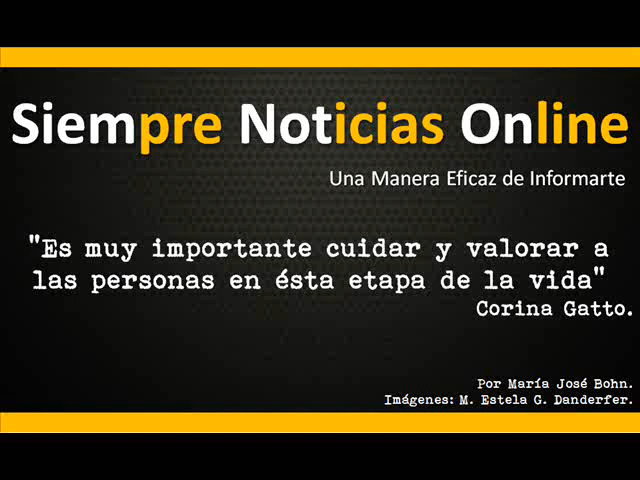 Siempre Noticias Online
Una Manera Eficaz de Informarte
"Es muy importante cuidar y valorar a
las personas en ésta etapa de la vida"
Corina Gatto.
Por María José Bohn.
Imágenes: M. Estela G. Danderfer.